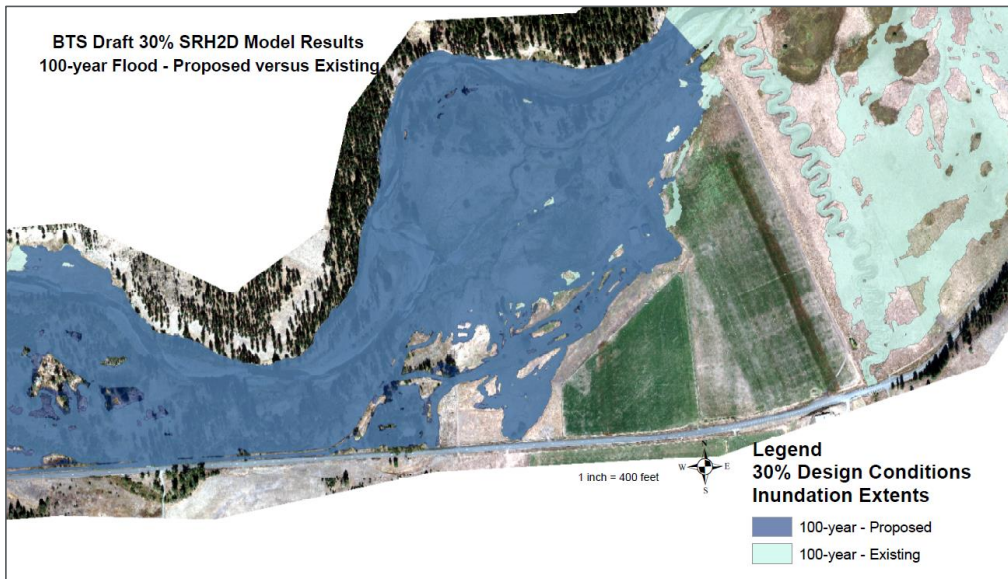 BTS Draft 30% SRH2D Model Results
100-year Flood - Proposed versus Existing
N
W E
S
1 inch = 400 feet
Legend
30% Design Conditions
Inundation Extents
100-year - Proposed
100-year - Existing